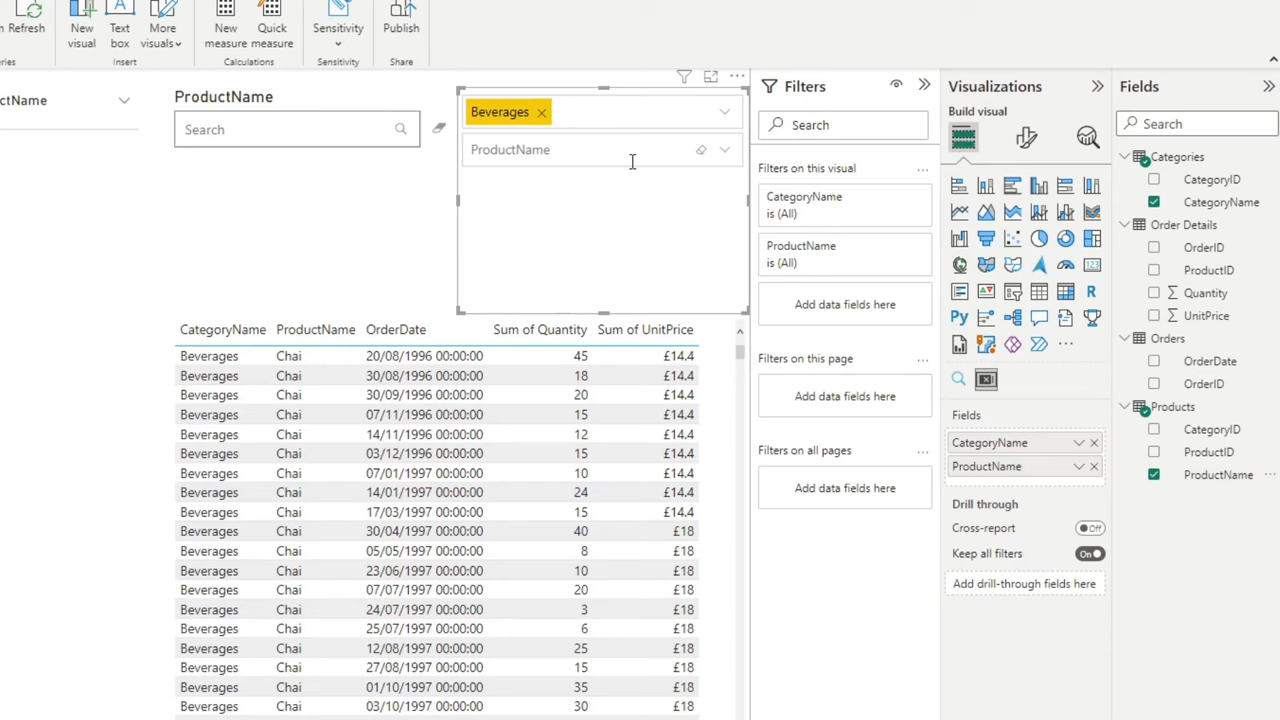 Refresh
New visual
Text box
More visuals
New measure
Quick measure
Sensitivity
Publish
Insert
Calculations
Sensitivity
Share
ProductName
Search
Beverages
ProductName
CategoryName ProductName OrderDate Sum of Quantity Sum of UnitPrice
Beverages Chai 20/08/1996 00:00:00 45 £14.4
Beverages Chai 30/08/1996 00:00:00 18 £14.4
Beverages Chai 30/09/1996 00:00:00 20 £14.4
Beverages Chai 07/11/1996 00:00:00 15 £14.4
Beverages Chai 14/11/1996 00:00:00 12 £14.4
Beverages Chai 03/12/1996 00:00:00 15 £14.4
Beverages Chai 07/01/1997 00:00:00 10 £14.4
Beverages Chai 14/01/1997 00:00:00 24 £14.4
Beverages Chai 17/03/1997 00:00:00 15 £14.4
Beverages Chai 30/04/1997 00:00:00 40 £18
Beverages Chai 05/05/1997 00:00:00 8 £18
Beverages Chai 23/06/1997 00:00:00 10 £18
Beverages Chai 07/07/1997 00:00:00 20 £18
Beverages Chai 24/07/1997 00:00:00 3 £18
Beverages Chai 25/07/1997 00:00:00 6 £18
Beverages Chai 12/08/1997 00:00:00 25 £18
Beverages Chai 27/08/1997 00:00:00 15 £18
Beverages Chai 01/10/1997 00:00:00 35 £18
Beverages Chai 03/10/1997 00:00:00 30 £18
Filters
Search
Filters on this visual
CategoryName
is (All)
ProductName
is (All)
Add data fields here
Filters on this page
Add data fields here
Filters on all pages
Add data fields here
Visualizations
Build visual
123
R
Py
Fields
CategoryName
ProductName
Drill through
Cross-report Off
Keep all filters On
Add drill-through fields here
Fields
Search
Categories
CategoryID
CategoryName
Order Details
OrderID
ProductID
Quantity
UnitPrice
Orders
OrderDate
OrderID
Products
CategoryID
ProductID
ProductName